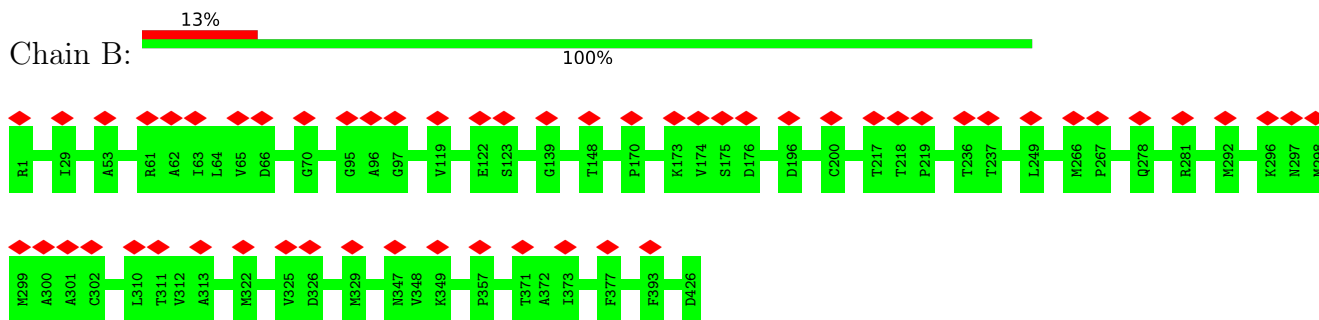 13%
Chain B:
100%
R1 I29 A53 R61 A62 I63 L64 V65 D66 G70 G95 A96 G97 V119 E122 S123 G139 T148 P170 K173 V174 S175 D176 D196 C200 T217 T218 P219 T236 T237 L249 M266 P267 Q278 R281 M292 K296 N297 M298
M299 A300 A301 C302 L310 T311 V312 A313 M322 V325 D326 M329 N347 V348 K349 P357 T371 A372 I373 F377 F393 D426